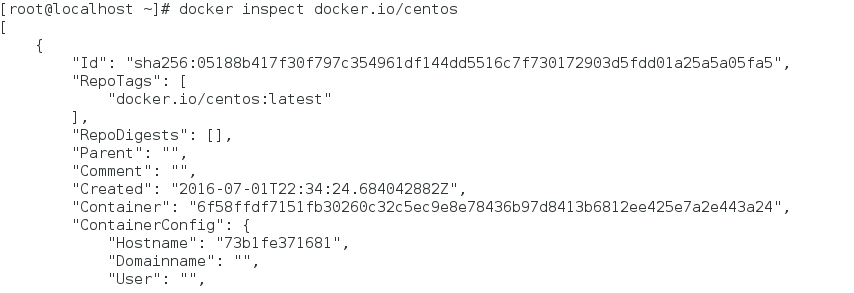 [root@localhost ~]# docker inspect docker.io/centos
[
    {
        "Id": "sha256:05188b417f30f797c354961df144dd5516c7f730172903d5fdd01a25a5a05fa5",
        "RepoTags": [
            "docker.io/centos:latest"
        ],
        "RepoDigests": [],
        "Parent": "",
        "Comment": "",
        "Created": "2016-07-01T22:34:24.684042882Z",
        "Container": "6f58ffdf7151fb30260c32c5ec9e8e78436b97d8413b6812ee425e7a2e443a24",
        "ContainerConfig": {
            "Hostname": "73b1fe371681",
            "Domainname": "",
            "User": "",